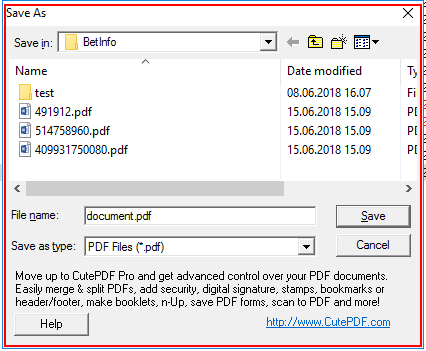 Save As
Save in: BetInfo
Name Date modified Ty
test 08.06.2018 16.07 Fi
491912.pdf 15.06.2018 15.09 PD
514758960.pdf 15.06.2018 15.09 PD
409931750080.pdf 15.06.2018 15.09 PD
File name: document.pdf Save
Save as type: PDF Files (*.pdf) Cancel
Move up to CutePDF Pro and get advanced control over your PDF documents.
Easily merge & split PDFs, add security, digital signature, stamps, bookmarks or
header/footer, make booklets, n-Up, save PDF forms, scan to PDF and more!
Help http://www.CutePDF.com